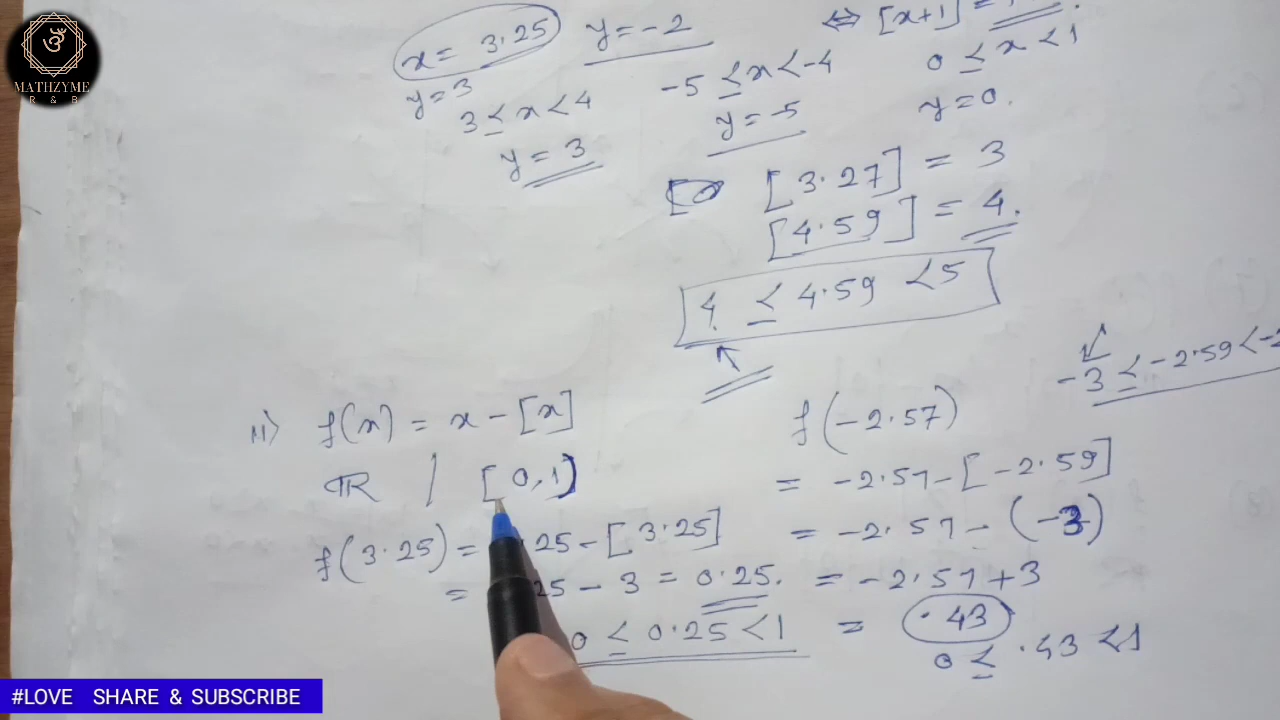 ॐ
MATHZYME
R & B
x = 3.25
y = 3
3 ≤ x < 4
y = 3
y = -2
-5 ≤ x < -4
y = -5
⇔ [x+1] =
0 ≤ x < 1
y = 0.
[3.27] = 3
[4.59] = 4.
4 ≤ 4.59 < 5
-3 ≤ -2.59 < -2
11) f(x) = x - [x]
ℝ / [0,1)
f(3.25) = .25 - [3.25]
= 25 - 3 = 0.25.
0 ≤ 0.25 < 1
f(-2.57)
= -2.57 - [-2.59]
= -2.57 - (-3)
= -2.57 + 3
= .43
0 ≤ .43 < 1
#LOVE SHARE & SUBSCRIBE